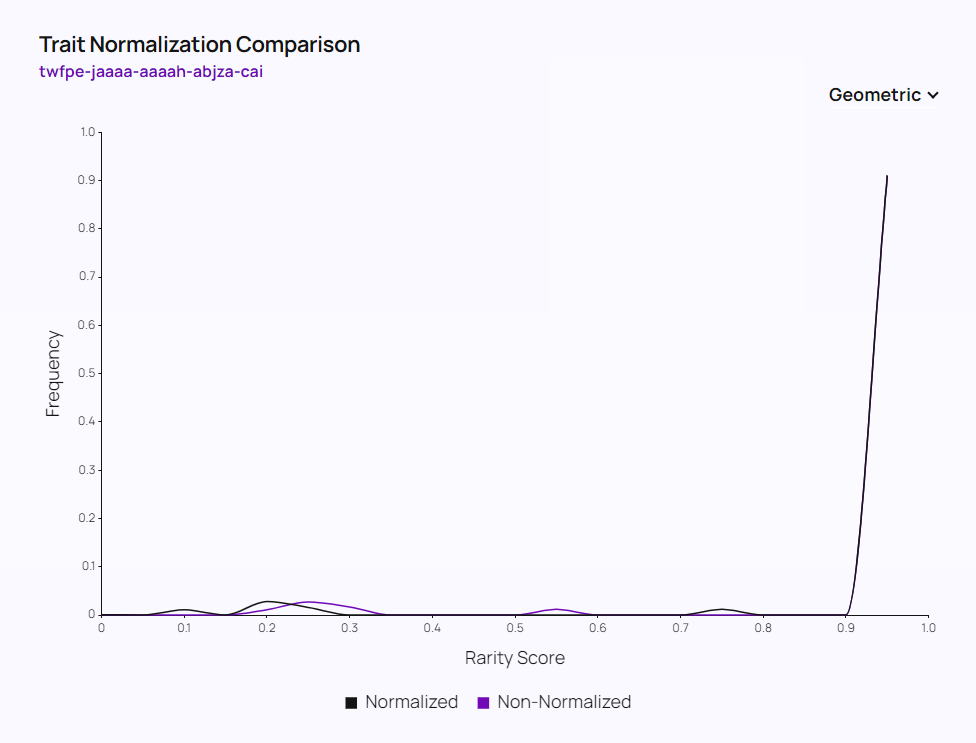 Trait Normalization Comparison
twfpe-jaaaa-aaaah-abjza-cai
Geometric
1.0
0.9
0.8
0.7
0.6
0.5
0.4
0.3
0.2
0.1
0
Frequency
0 0.1 0.2 0.3 0.4 0.5 0.6 0.7 0.8 0.9 1.0
Rarity Score
Normalized Non-Normalized